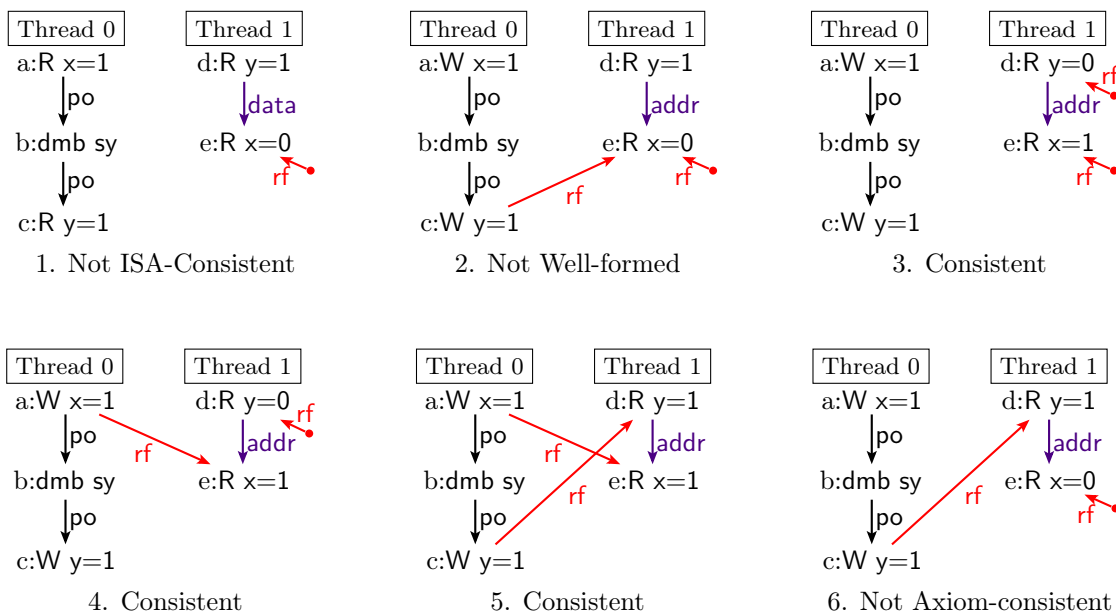 Thread 0 Thread 1 Thread 0 Thread 1 Thread 0 Thread 1
a:R x=1 d:R y=1 a:W x=1 d:R y=1 a:W x=1 d:R y=0
rf
po data po addr po addr
b:dmb sy e:R x=0 b:dmb sy e:R x=0 b:dmb sy e:R x=1
po rf po rf rf po rf
c:R y=1 c:W y=1 c:W y=1
1. Not ISA-Consistent 2. Not Well-formed 3. Consistent
Thread 0 Thread 1 Thread 0 Thread 1 Thread 0 Thread 1
a:W x=1 d:R y=0 rf a:W x=1 d:R y=1 a:W x=1 d:R y=1
po rf addr po rf addr po addr
b:dmb sy e:R x=1 b:dmb sy rf e:R x=1 b:dmb sy rf e:R x=0
po po po rf
c:W y=1 c:W y=1 c:W y=1
4. Consistent 5. Consistent 6. Not Axiom-consistent